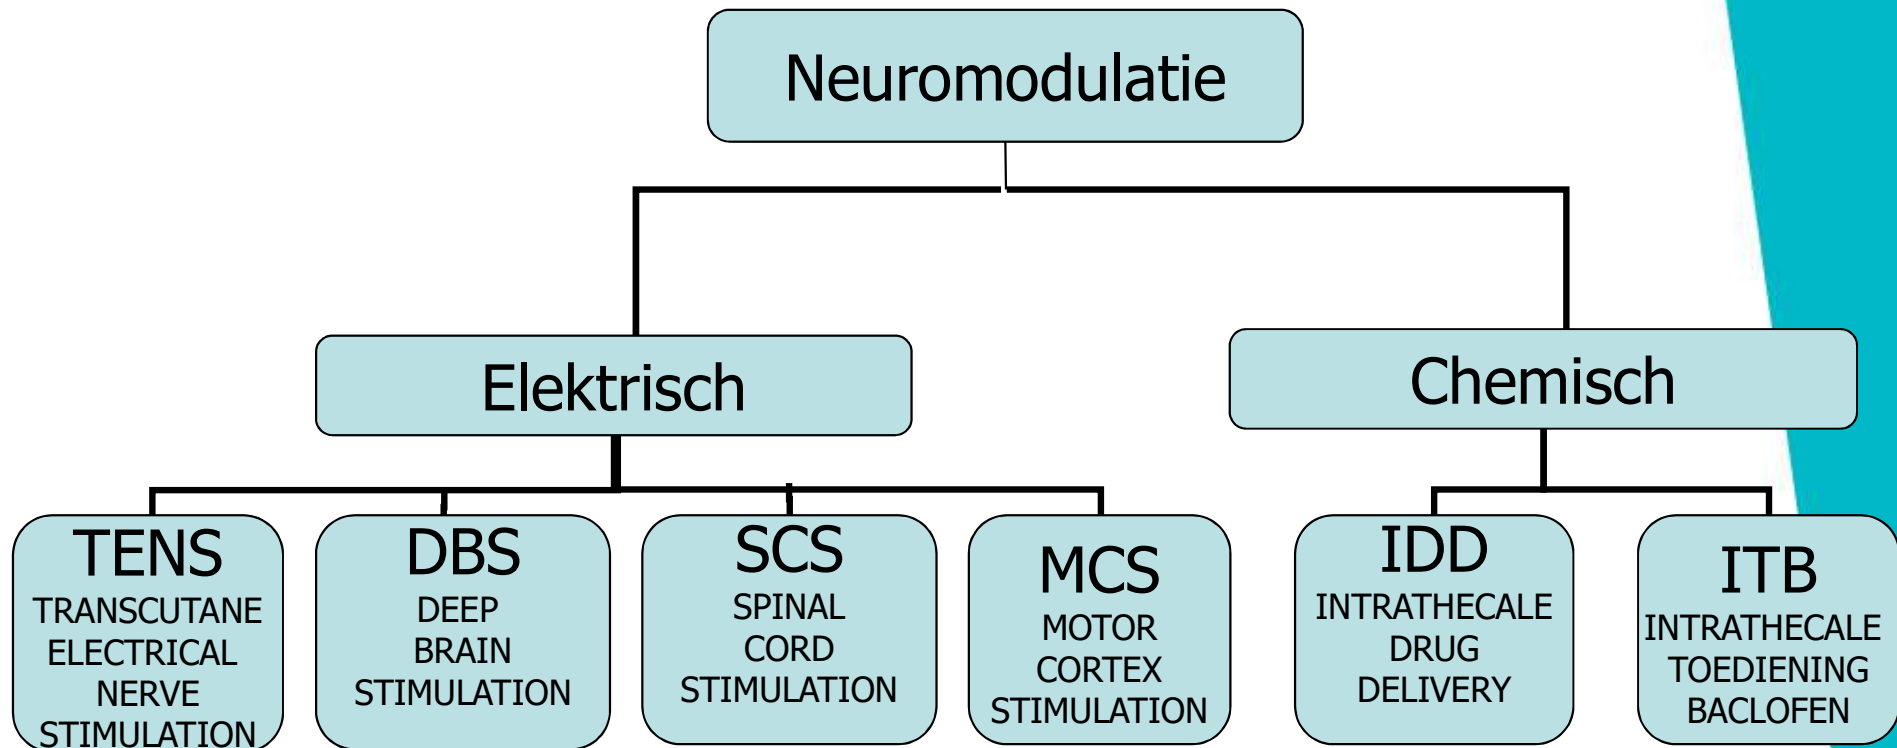 Neuromodulatie
Elektrisch
Chemisch
TENS
TRANSCUTANE
ELECTRICAL
NERVE
STIMULATION
DBS
DEEP
BRAIN
STIMULATION
SCS
SPINAL
CORD
STIMULATION
MCS
MOTOR
CORTEX
STIMULATION
IDD
INTRATHECALE
DRUG
DELIVERY
ITB
INTRATHECALE
TOEDIENING
BACLOFEN